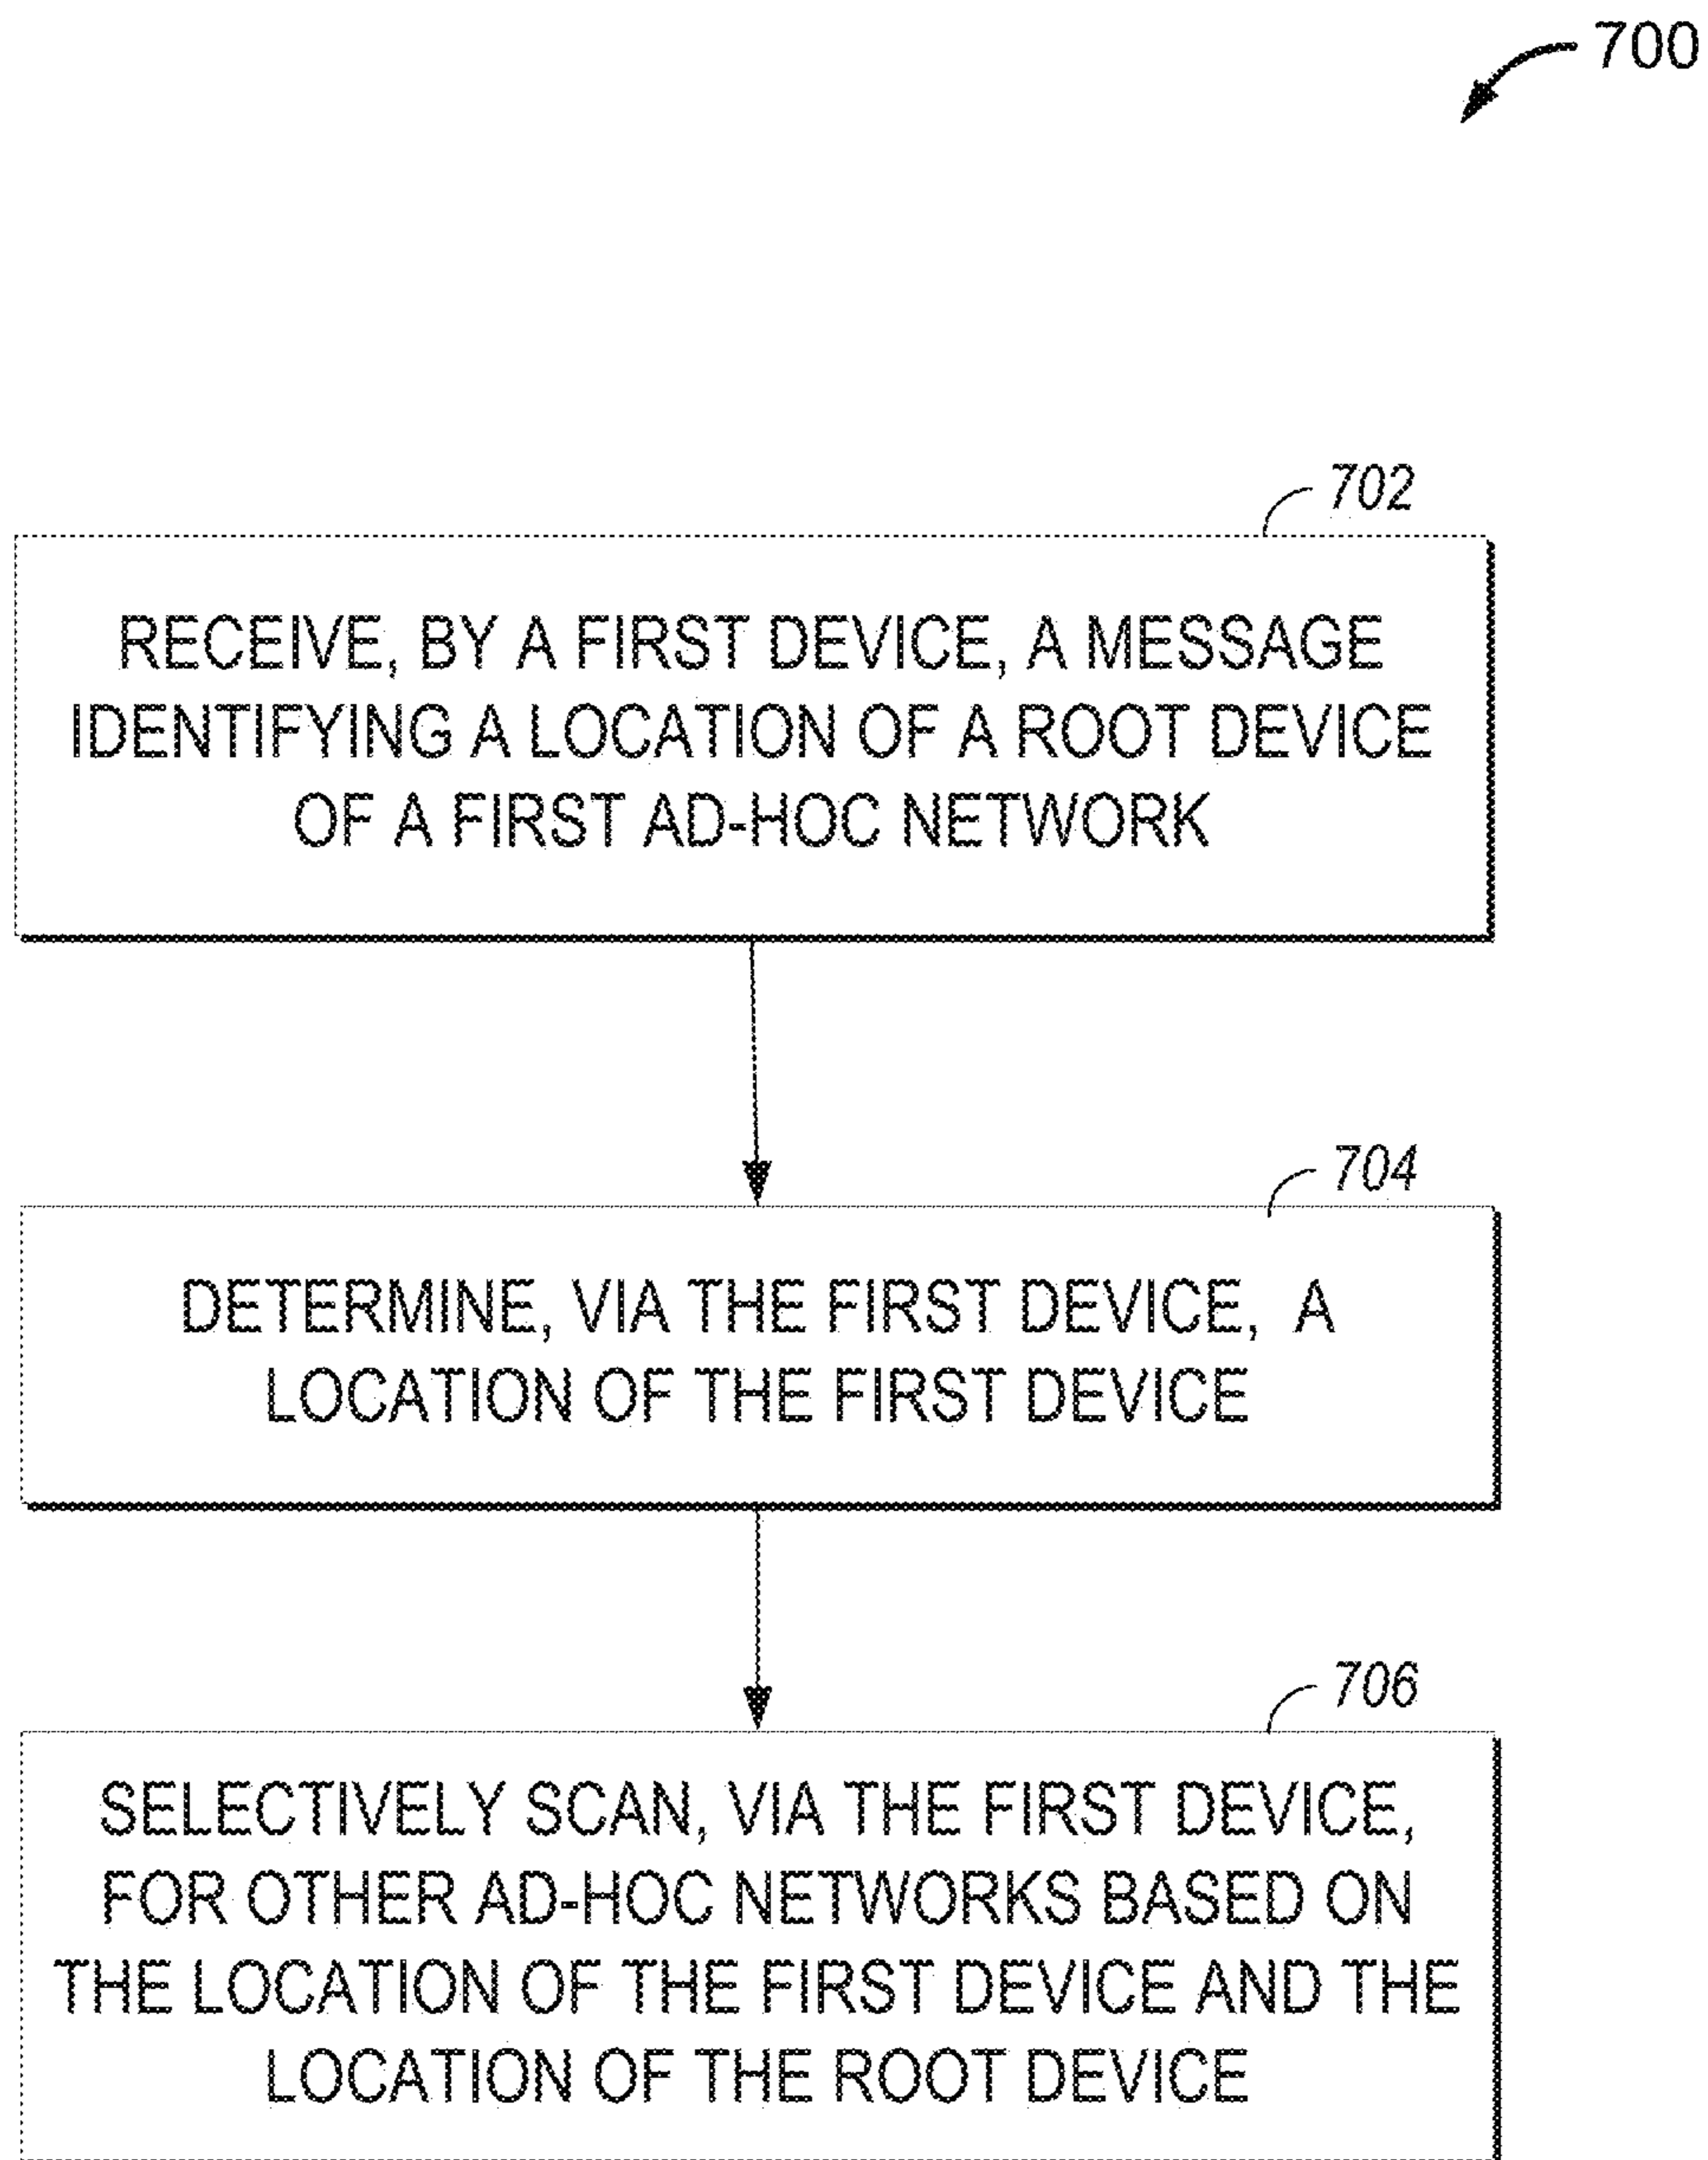 700
702
RECEIVE, BY A FIRST DEVICE, A MESSAGE
IDENTIFYING A LOCATION OF A ROOT DEVICE
OF A FIRST AD-HOC NETWORK
704
DETERMINE, VIA THE FIRST DEVICE, A
LOCATION OF THE FIRST DEVICE
706
SELECTIVELY SCAN, VIA THE FIRST DEVICE,
FOR OTHER AD-HOC NETWORKS BASED ON
THE LOCATION OF THE FIRST DEVICE AND THE
LOCATION OF THE ROOT DEVICE